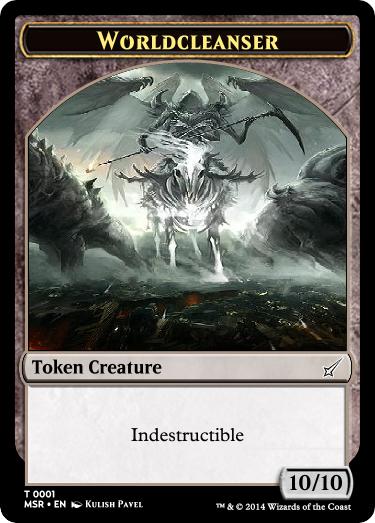 WORLDCLEANSER
Token Creature
Indestructible
10/10
T 0001
MSR • EN KULISH PAVEL
™ & © 2014 Wizards of the Coast